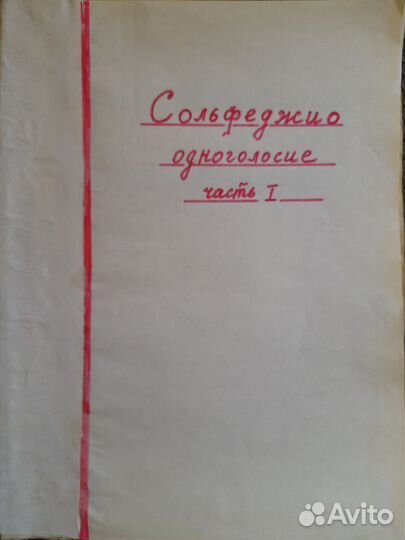 Сольфеджио
одноголосие
часть I
Avito